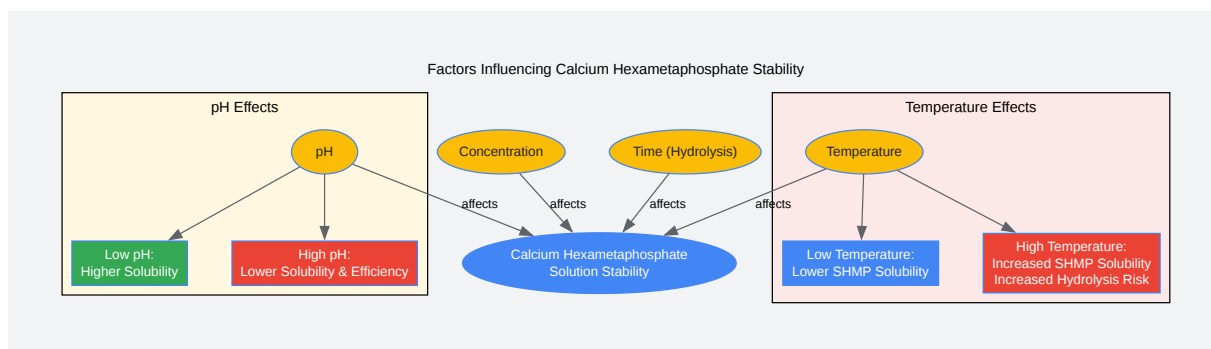 Factors Influencing Calcium Hexametaphosphate Stability
pH Effects
Temperature Effects
pH
Concentration
Time (Hydrolysis)
Temperature
affects
affects
affects
affects
Low pH:
Higher Solubility
High pH:
Lower Solubility & Efficiency
Calcium Hexametaphosphate
Solution Stability
Low Temperature:
Lower SHMP Solubility
High Temperature:
Increased SHMP Solubility
Increased Hydrolysis Risk